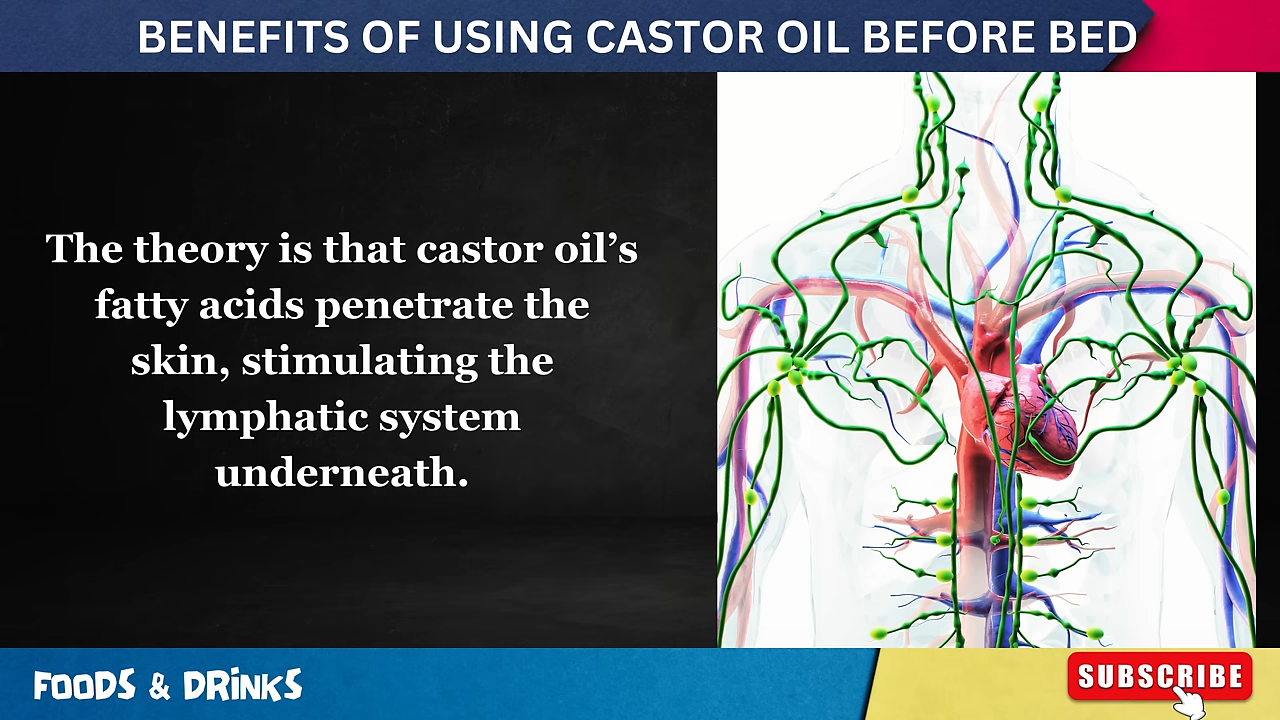 BENEFITS OF USING CASTOR OIL BEFORE BED
The theory is that castor oil’s
fatty acids penetrate the
skin, stimulating the
lymphatic system
underneath.
FOODS & DRINKS
SUBSCRIBE